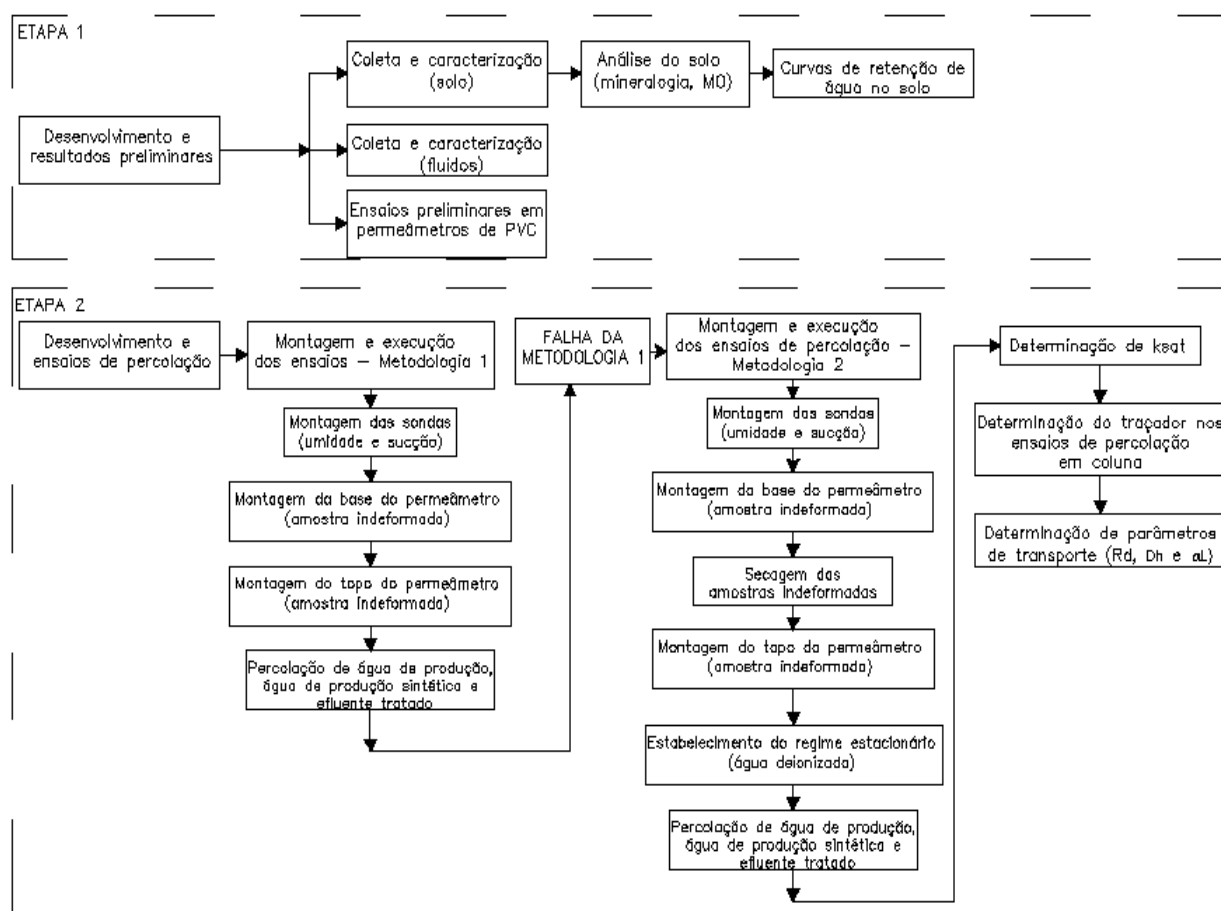 ETAPA 1
Desenvolvimento e
resultados preliminares
Coleta e caracterização
(solo)
Análise do solo
(mineralogia, MO)
Curvas de retenção de
água no solo
Coleta e caracterização
(fluidos)
Ensaios preliminares em
permeâmetros de PVC
ETAPA 2
Desenvolvimento e
ensaios de percolação
Montagem e execução
dos ensaios – Metodologia 1
Montagem das sondas
(umidade e sucção)
Montagem da base do permeâmetro
(amostra indeformada)
Montagem do topo do permeâmetro
(amostra indeformada)
Percolação de água de produção,
água de produção sintética e
efluente tratado
FALHA DA
METODOLOGIA 1
Montagem e execução
dos ensaios de percolação –
Metodologia 2
Montagem das sondas
(umidade e sucção)
Montagem da base do permeâmetro
(amostra indeformada)
Secagem das
amostras indeformadas
Montagem do topo do permeâmetro
(amostra indeformada)
Estabelecimento do regime estacionário
(água deionizada)
Percolação de água de produção,
água de produção sintética e
efluente tratado
Determinação de ksat
Determinação do traçador nos
ensaios de percolação
em coluna
Determinação de parâmetros
de transporte (Rd, Dh e αL)